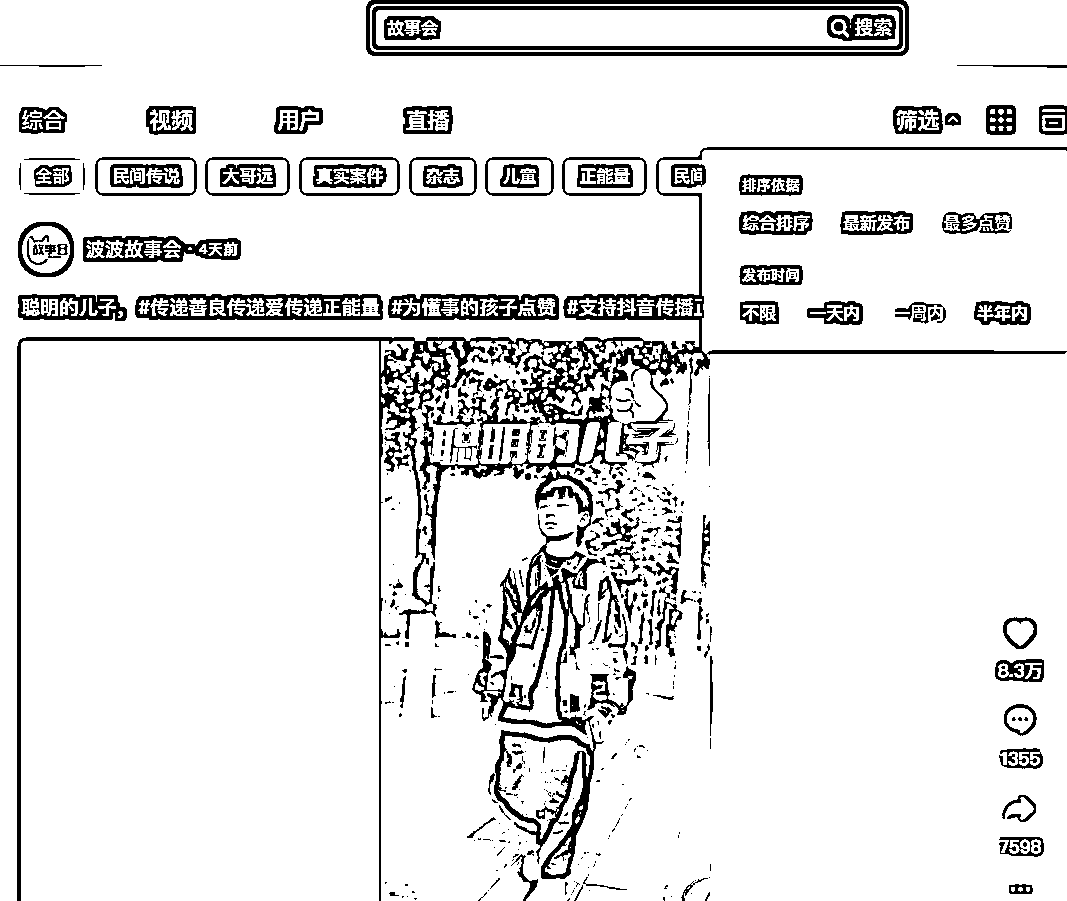 故事会 搜索
综合 视频 用户 直播 筛选
全部 民间传说 大哥远 真实案件 杂志 儿童 正能量 民间
排序依据
综合排序 最新发布 最多点赞
故事会
波波故事会 · 4天前
发布时间
聪明的儿子, #传递善良传递爱传递正能量 #为懂事的孩子点赞 #支持抖音传播正
不限 一天内 一周内 半年内
聪明的儿子
8.3万
1355
7598